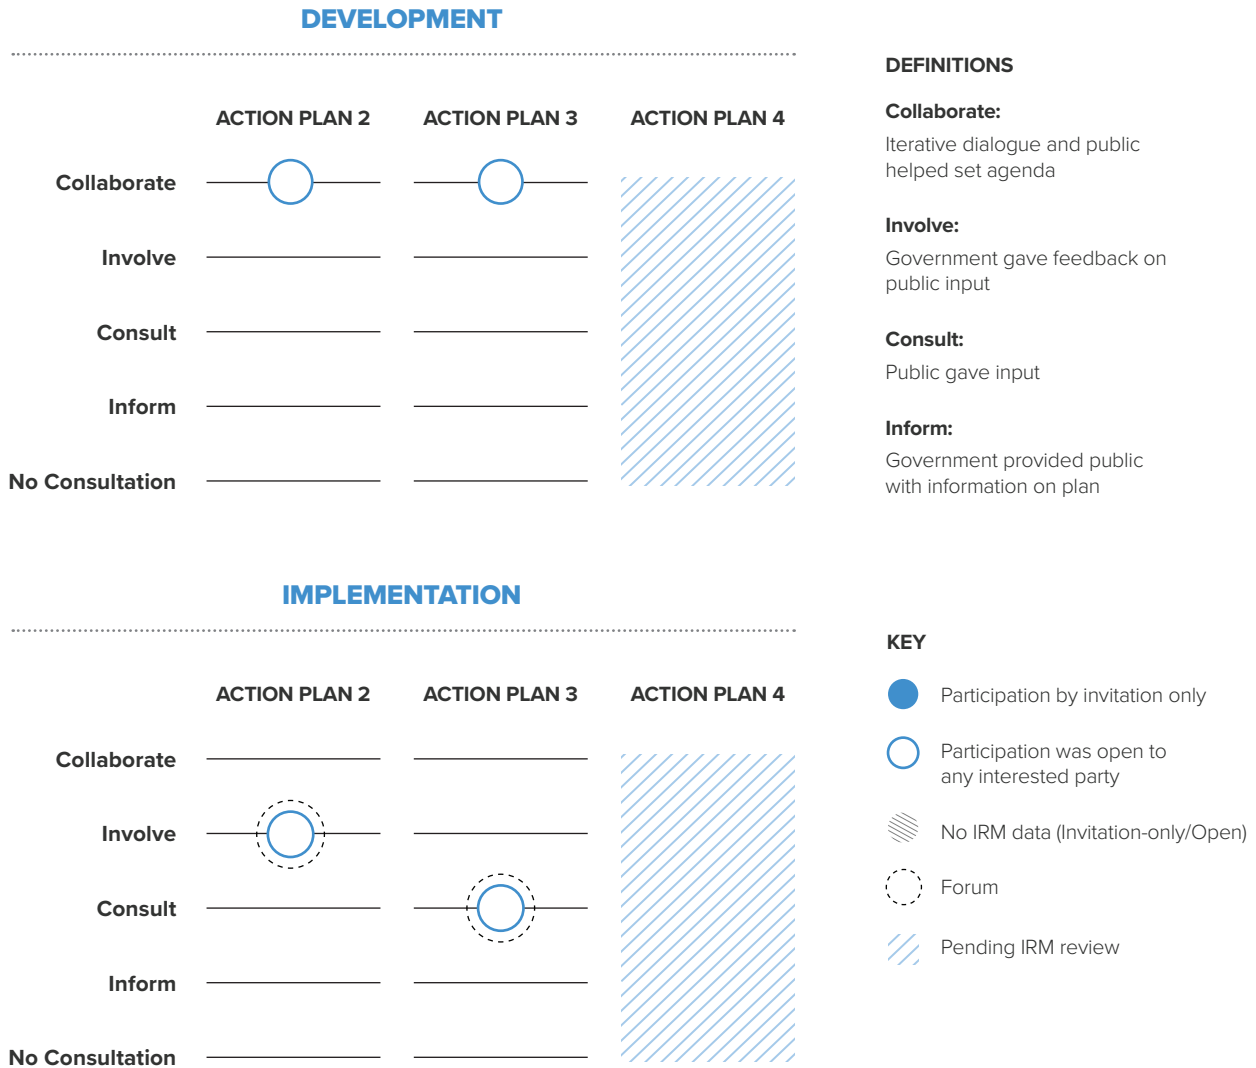 DEVELOPMENT
ACTION PLAN 2
ACTION PLAN 3
ACTION PLAN 4
Collaborate
Involve
Consult
Inform
No Consultation
DEFINITIONS
Collaborate:
Iterative dialogue and public
helped set agenda
Involve:
Government gave feedback on
public input
Consult:
Public gave input
Inform:
Government provided public
with information on plan
IMPLEMENTATION
ACTION PLAN 2
ACTION PLAN 3
ACTION PLAN 4
Collaborate
Involve
Consult
Inform
No Consultation
KEY
Participation by invitation only
Participation was open to
any interested party
No IRM data (Invitation-only/Open)
Forum
Pending IRM review